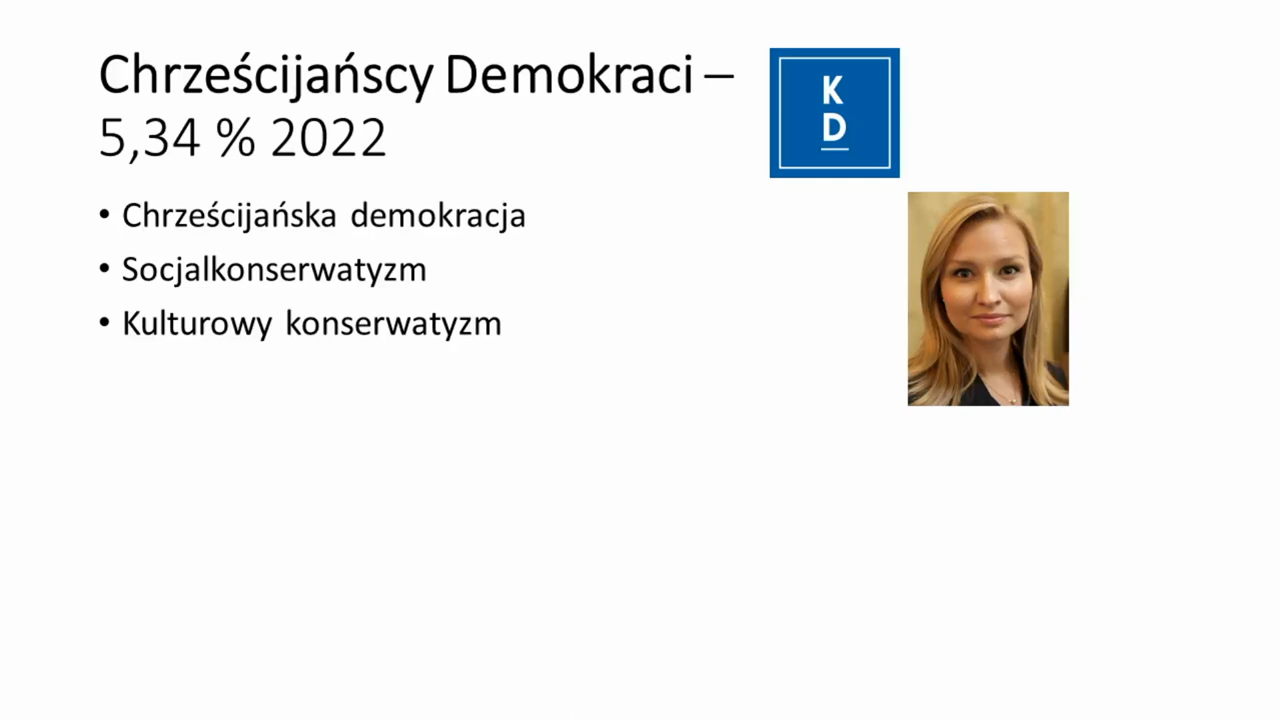 Chrześcijańscy Demokraci –
5,34 % 2022
K
D
• Chrześcijańska demokracja
• Socjalkonserwatyzm
• Kulturowy konserwatyzm